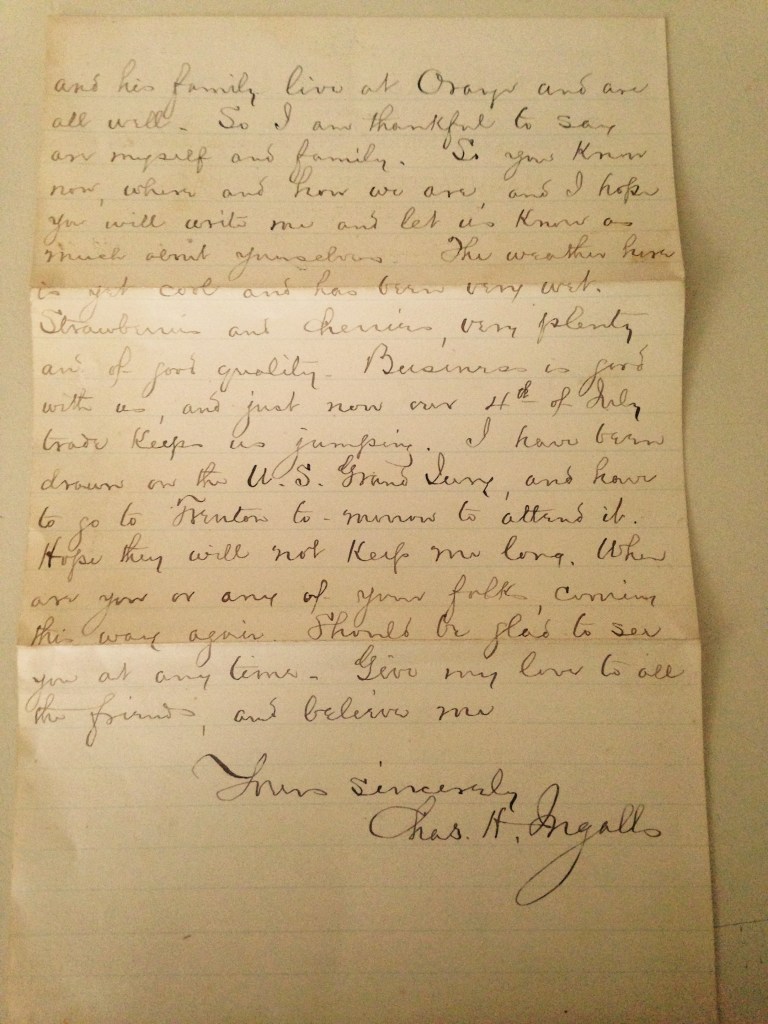 and his family live at Orange and are
all well. So I am thankful to say
are myself and family. So you know
now, where and how we are, and I hope
you will write me and let us know as
much about yourselves. The weather here
is yet cool and has been very wet.
Strawberries and Cherries, very plenty
and of good quality. Business is good
with us, and just now our 4th of July
trade keeps us jumping. I have been
drawn on the U.S. Grand Jury, and have
to go to Trenton to-morrow to attend it.
Hope they will not keep me long. When
are you or any of your folks, coming
this way again. Should be glad to see
you at any time. Give my love to all
the friends, and believe me
Yours sincerely
Chas. H. Ingalls